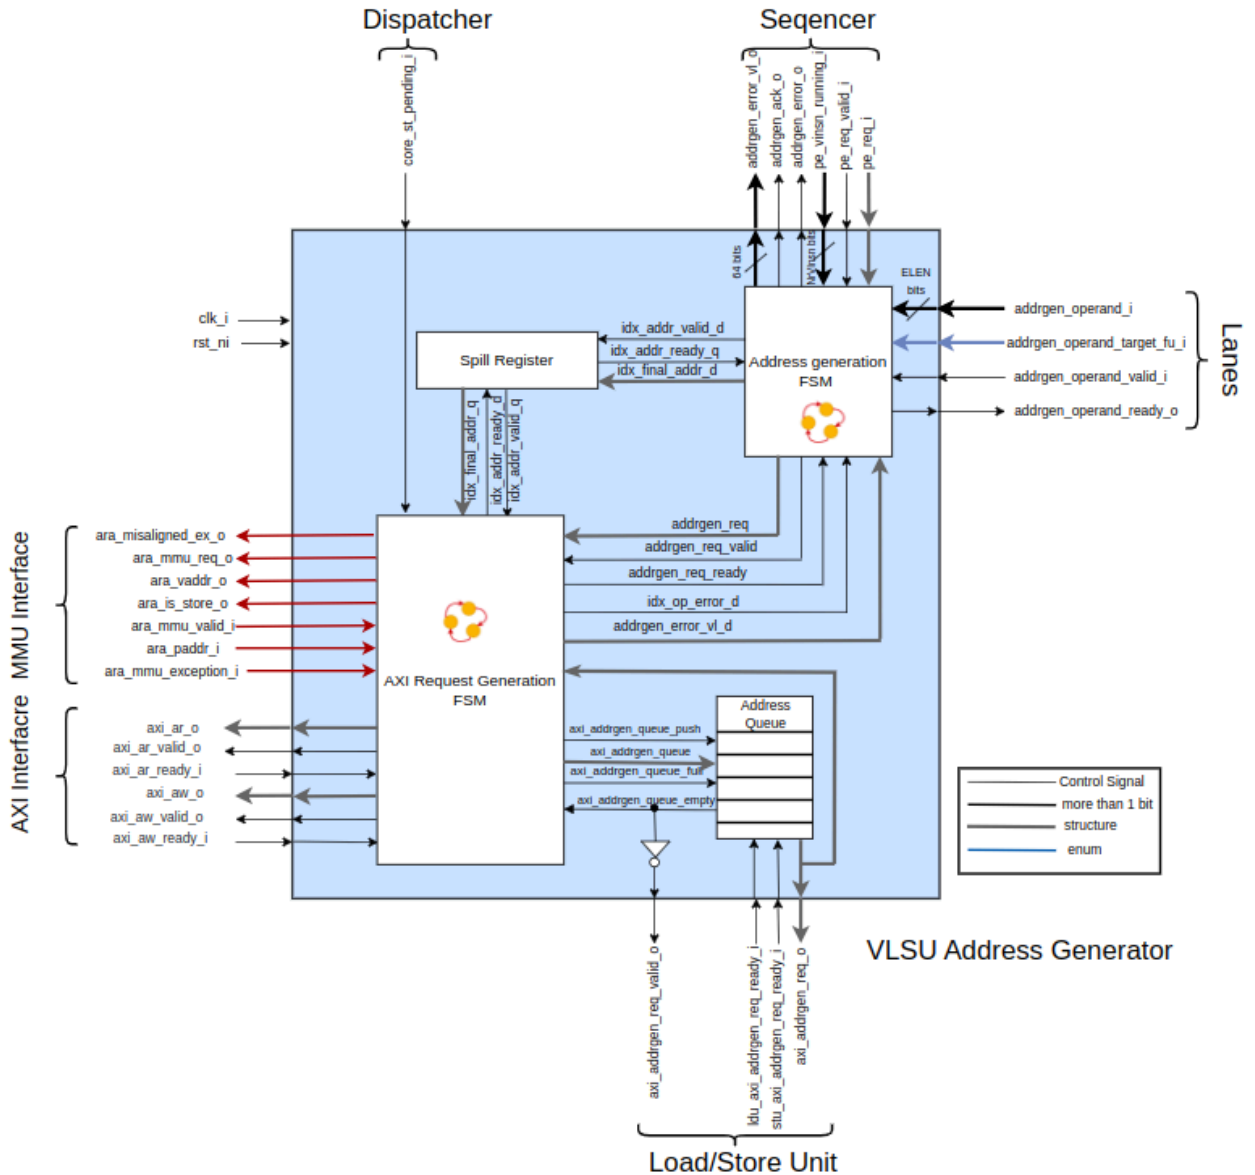 Dispatcher
Seqencer
core_st_pending_i
addrgen_error_vl_o
addrgen_ack_o
addrgen_error_o
pe_vinsn_running_i
pe_req_valid_i
pe_req_i
64 bits
NrVInsn bits
ELEN
bits
clk_i
rst_ni
addrgen_operand_i
addrgen_operand_target_fu_i
addrgen_operand_valid_i
addrgen_operand_ready_o
Lanes
Spill Register
idx_addr_valid_d
idx_addr_ready_q
idx_final_addr_d
Address generation
FSM
idx_final_addr_q
idx_addr_ready_d
idx_addr_valid_q
addrgen_req
addrgen_req_valid
addrgen_req_ready
idx_op_error_d
addrgen_error_vl_d
MMU Interface
ara_misaligned_ex_o
ara_mmu_req_o
ara_vaddr_o
ara_is_store_o
ara_mmu_valid_i
ara_paddr_i
ara_mmu_exception_i
AXI Request Generation
FSM
AXI Interfacre
axi_ar_o
axi_ar_valid_o
axi_ar_ready_i
axi_aw_o
axi_aw_valid_o
axi_aw_ready_i
axi_addrgen_queue_push
axi_addrgen_queue
axi_addrgen_queue_full
axi_addrgen_queue_empty
Address
Queue
Control Signal
more than 1 bit
structure
enum
VLSU Address Generator
axi_addrgen_req_valid_o
ldu_axi_addrgen_req_ready_i
stu_axi_addrgen_req_ready_i
axi_addrgen_req_o
Load/Store Unit